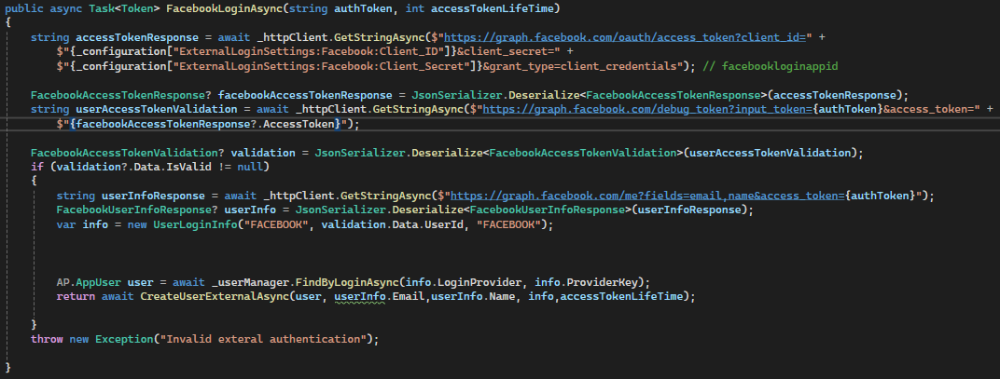 public async Task<Token> FacebookLoginAsync(string authToken, int accessTokenLifeTime)
{
string accessTokenResponse = await _httpClient.GetStringAsync($"https://graph.facebook.com/oauth/access_token?client_id=" +
$"{_configuration["ExternalLoginSettings:Facebook:Client_ID"]}&client_secret=" +
$"{_configuration["ExternalLoginSettings:Facebook:Client_Secret"]}&grant_type=client_credentials"); // facebookloginappid
FacebookAccessTokenResponse? facebookAccessTokenResponse = JsonSerializer.Deserialize<FacebookAccessTokenResponse>(accessTokenResponse);
string userAccessTokenValidation = await _httpClient.GetStringAsync($"https://graph.facebook.com/debug_token?input_token={authToken}&access_token=" +
$"{facebookAccessTokenResponse?.AccessToken}");
FacebookAccessTokenValidation? validation = JsonSerializer.Deserialize<FacebookAccessTokenValidation>(userAccessTokenValidation);
if (validation?.Data.IsValid != null)
{
string userInfoResponse = await _httpClient.GetStringAsync($"https://graph.facebook.com/me?fields=email,name&access_token={authToken}");
FacebookUserInfoResponse? userInfo = JsonSerializer.Deserialize<FacebookUserInfoResponse>(userInfoResponse);
var info = new UserLoginInfo("FACEBOOK", validation.Data.UserId, "FACEBOOK");
AP.AppUser user = await _userManager.FindByLoginAsync(info.LoginProvider, info.ProviderKey);
return await CreateUserExternalAsync(user, userInfo.Email,userInfo.Name, info,accessTokenLifeTime);
}
throw new Exception("Invalid exteral authentication");
}